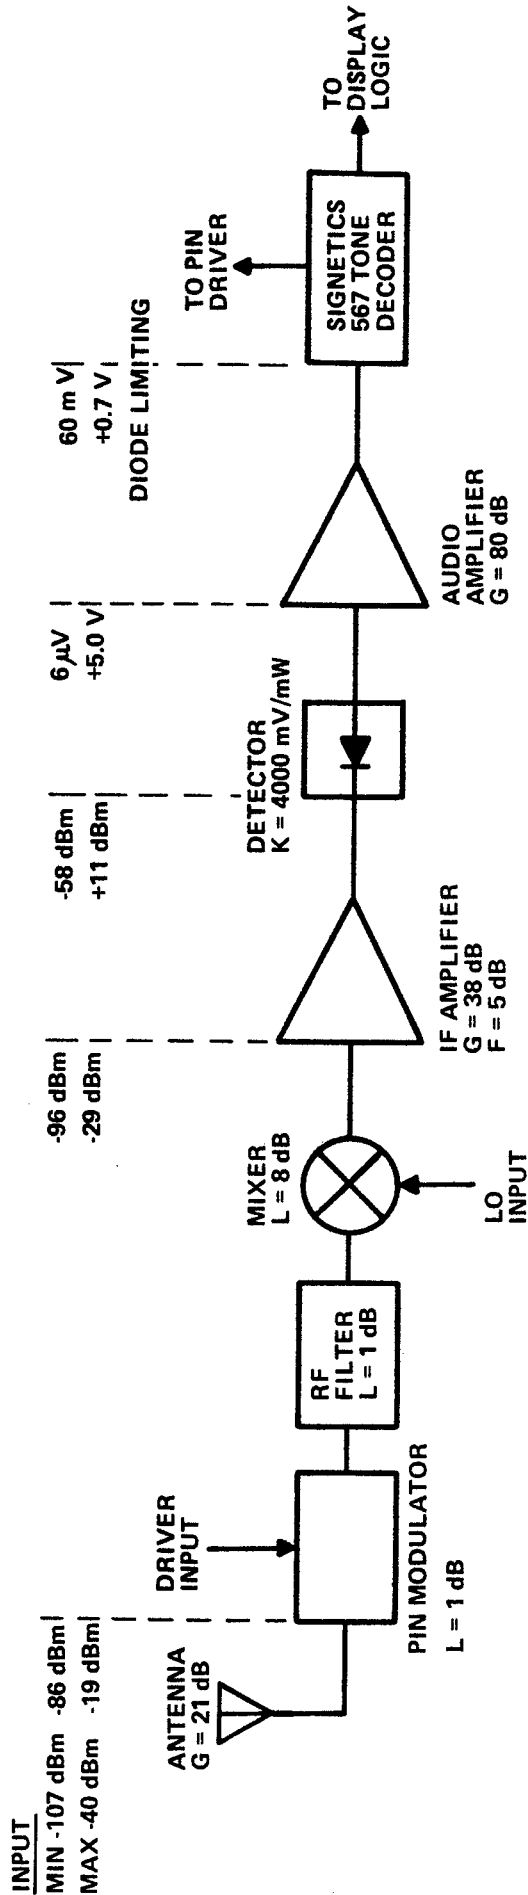 INPUT
MIN -107 dBm -86 dBm
MAX -40 dBm -19 dBm
-96 dBm
-29 dBm
-58 dBm
+11 dBm
6 μV
+5.0 V
60 mV
+0.7 V
DIODE LIMITING
ANTENNA
G = 21 dB
DRIVER
INPUT
PIN MODULATOR
L = 1 dB
RF
FILTER
L = 1 dB
MIXER
L = 8 dB
LO
INPUT
IF AMPLIFIER
G = 38 dB
F = 5 dB
DETECTOR
K = 4000 mV/mW
AUDIO
AMPLIFIER
G = 80 dB
TO PIN
DRIVER
SIGNETICS
567 TONE
DECODER
TO
DISPLAY
LOGIC